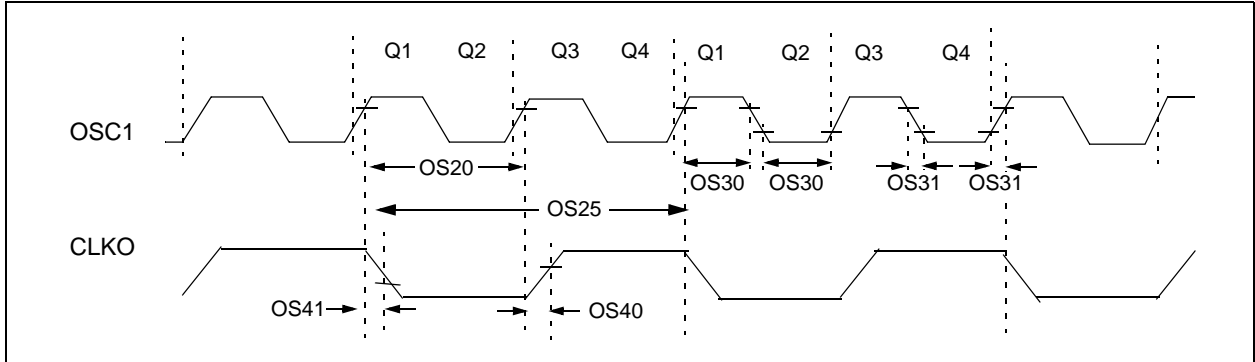 Q1 Q2 Q3 Q4 Q1 Q2 Q3 Q4
OSC1
OS20
OS30 OS30 OS31 OS31
OS25
CLKO
OS41 OS40